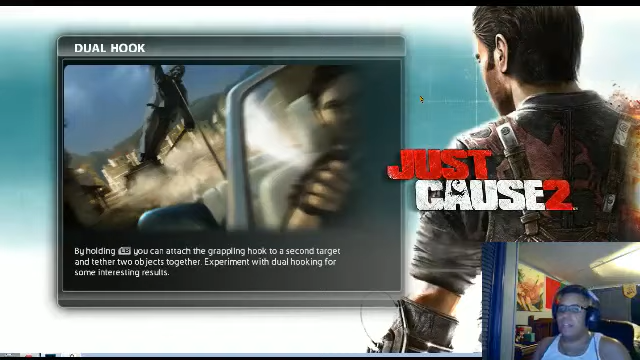 DUAL HOOK
JUST
CAUSE 2
By holding LB you can attach the grappling hook to a second target
and tether two objects together. Experiment with dual hooking for
some interesting results.